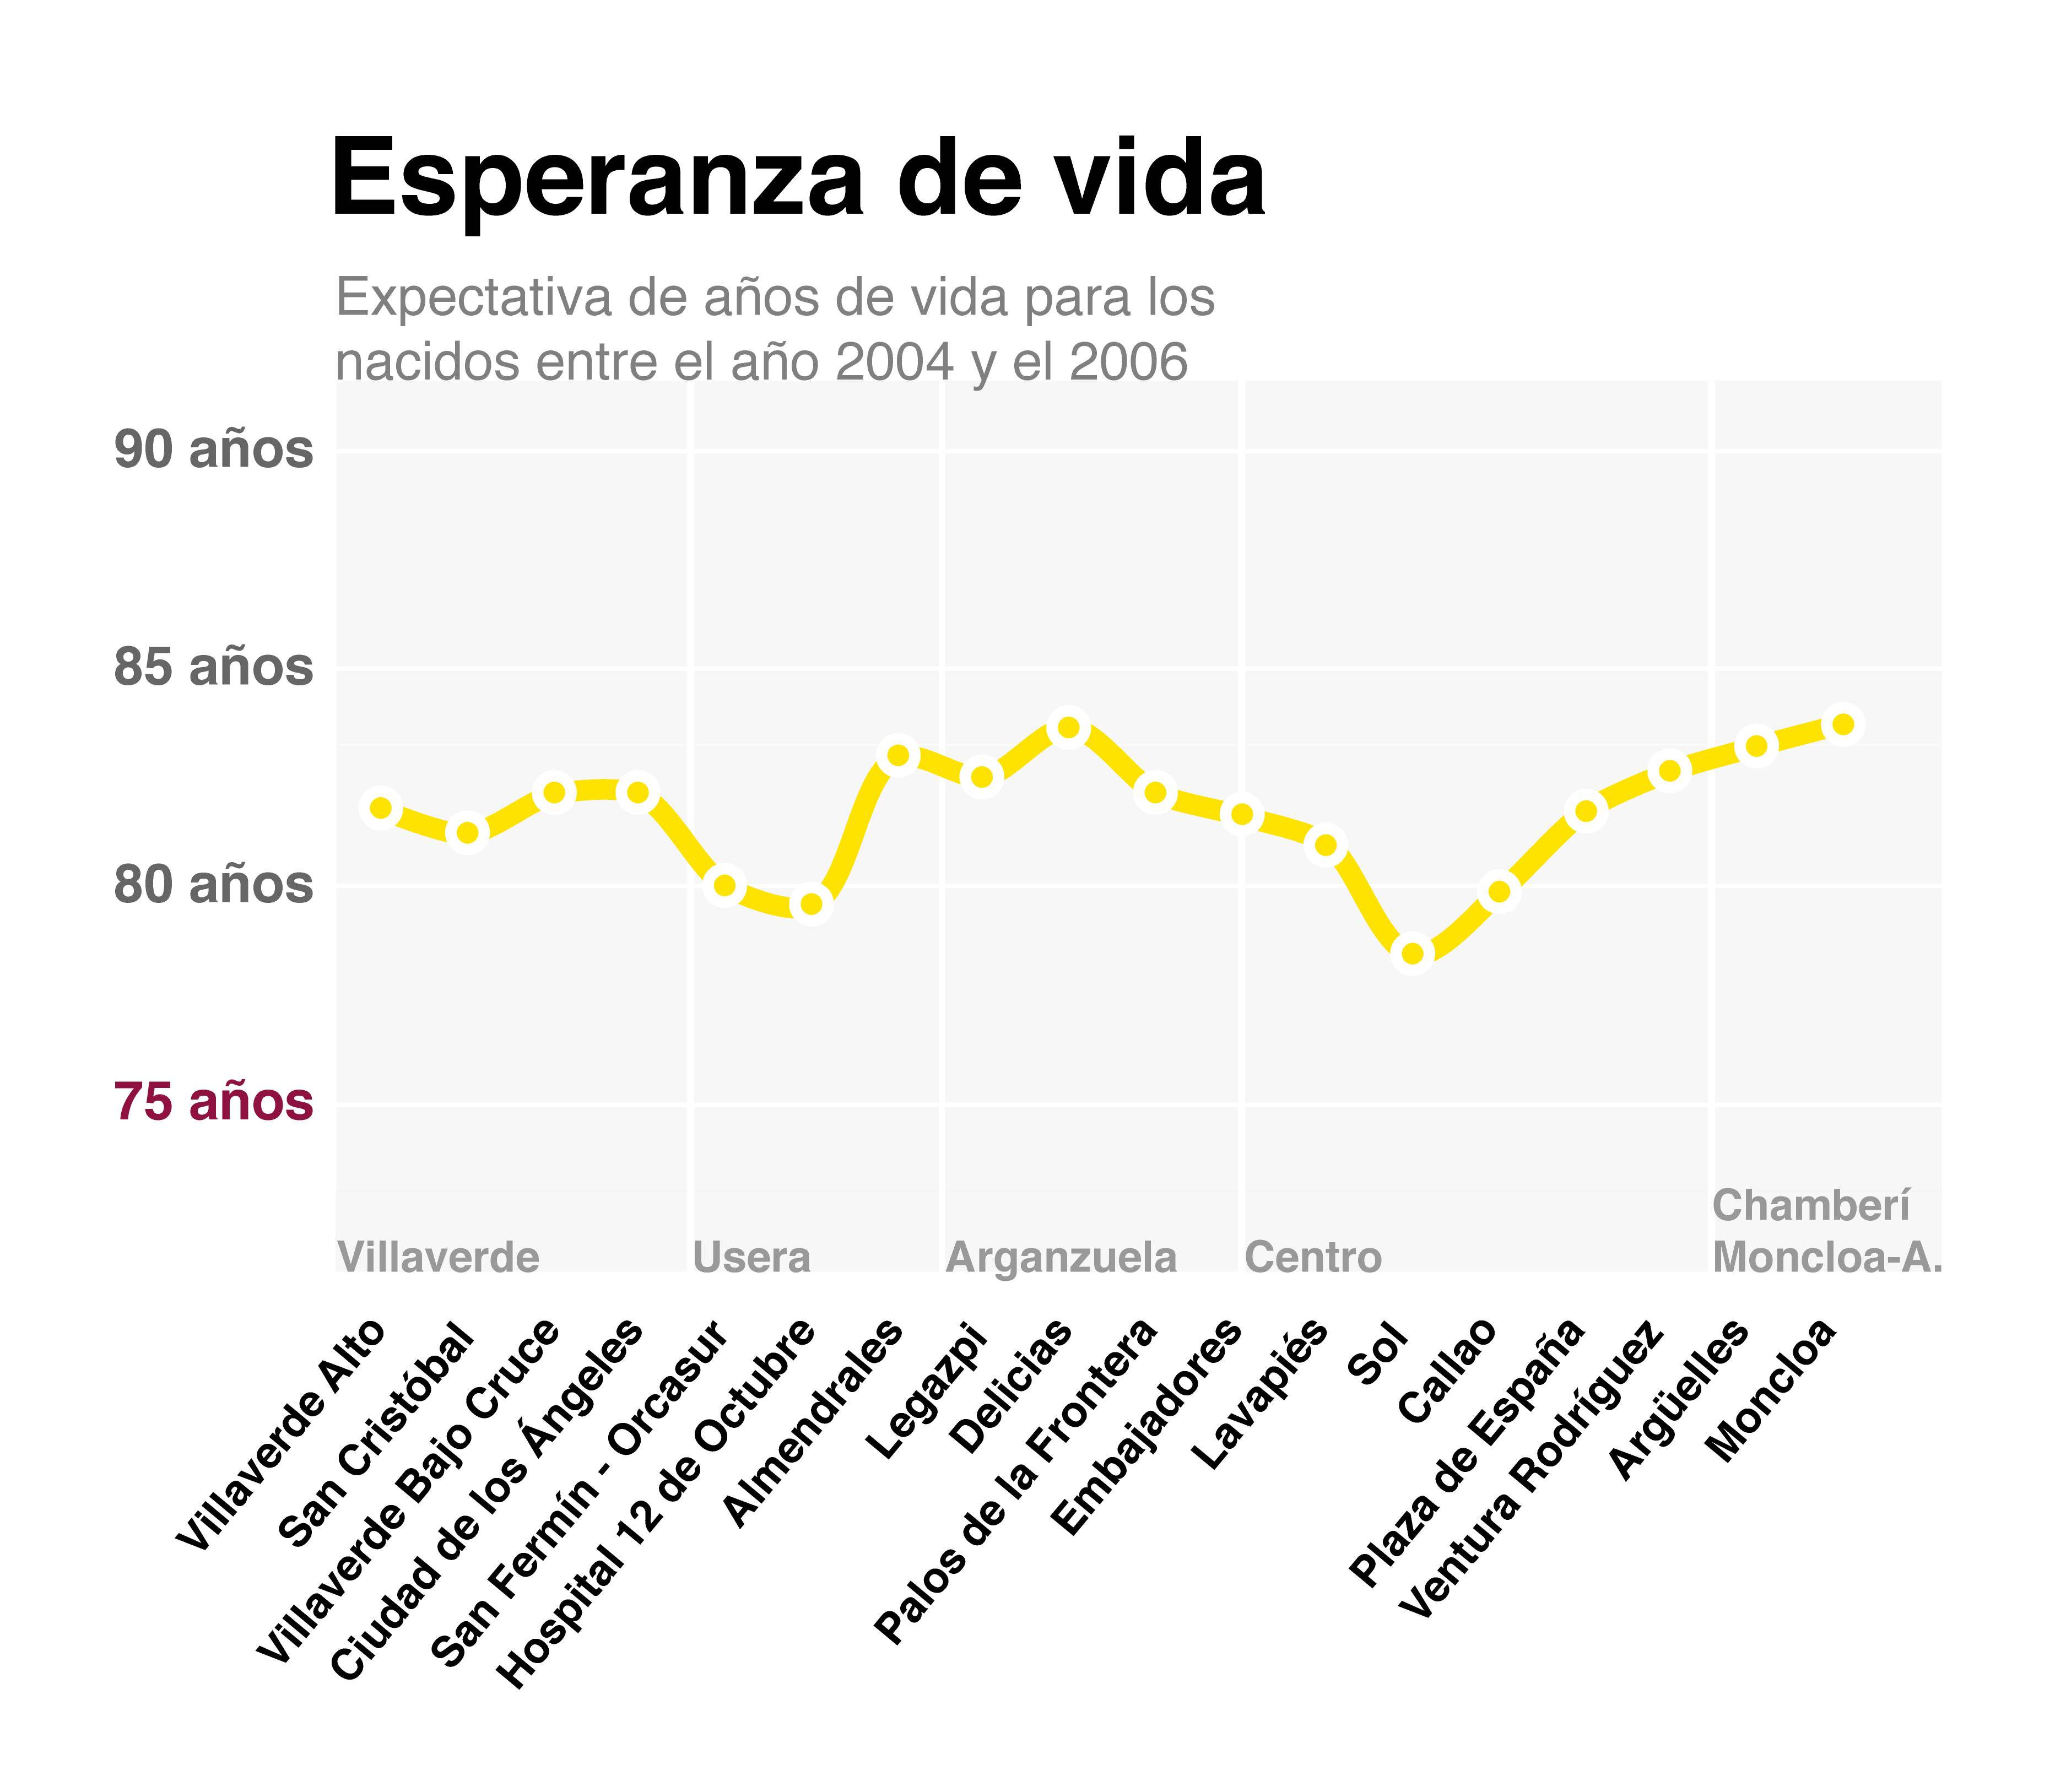 Esperanza de vida
Expectativa de años de vida para los
nacidos entre el año 2004 y el 2006
90 años
85 años
80 años
75 años
Chamberí
Villaverde Usera Arganzuela Centro Moncloa-A.
Villaverde Alto
San Cristóbal
Villaverde Bajo Cruce
Ciudad de los Ángeles
San Fermín - Orcasur
Hospital 12 de Octubre
Almendrales
Legazpi
Delicias
Palos de la Frontera
Embajadores
Lavapiés
Sol
Callao
Plaza de España
Ventura Rodríguez
Argüelles
Moncloa